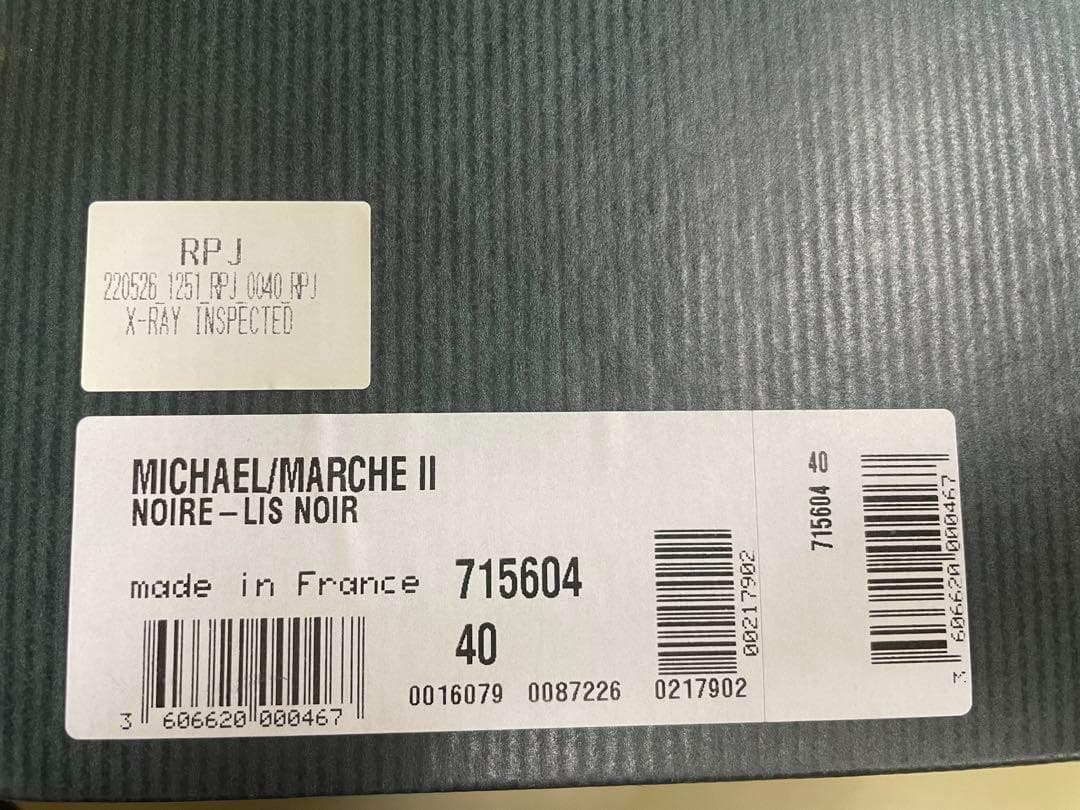 RPJ
220526_1251_RPJ_0040_RPJ
X-RAY INSPECTED
MICHAEL/MARCHE II
NOIRE–LIS NOIR
made in France 715604
40
0016079 0087226 0217902
3 606620 000467
00217902
715604 40
3 606620 000467